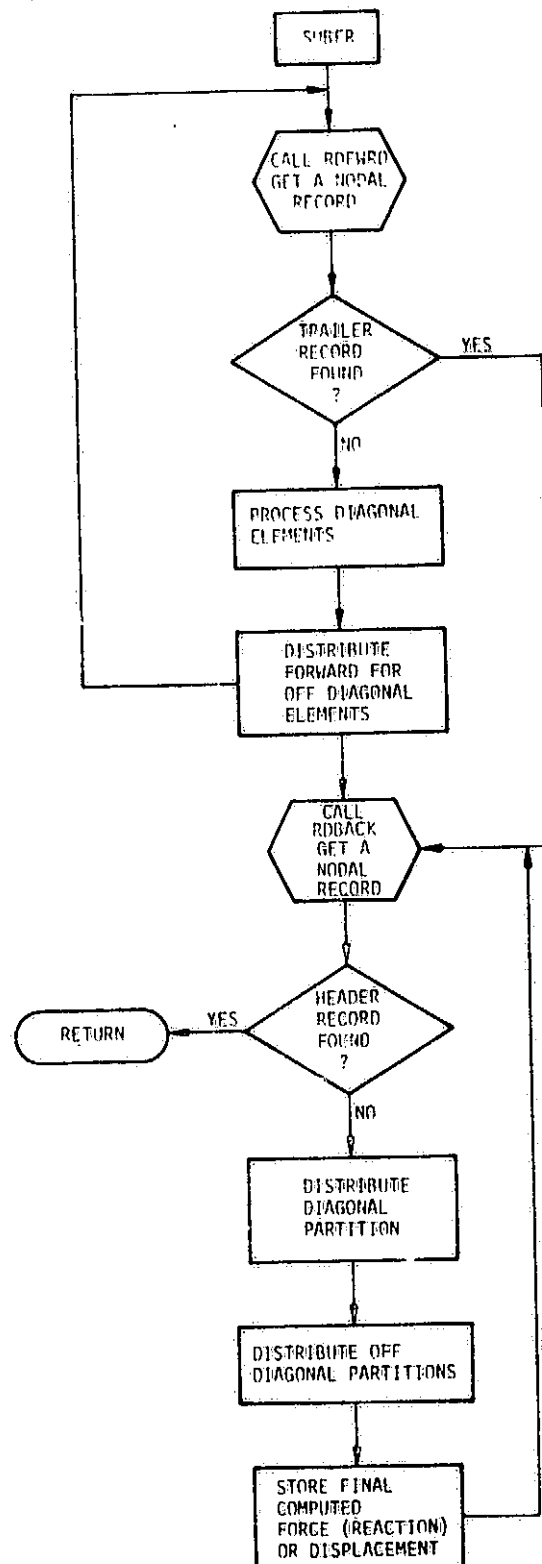 SUBER
CALL RDFWRD
GET A NODAL
RECORD
TRAILER
RECORD
FOUND
?
YES
NO
PROCESS DIAGONAL
ELEMENTS
DISTRIBUTE
FORWARD FOR
OFF DIAGONAL
ELEMENTS
CALL
RDBACK
GET A
NODAL
RECORD
HEADER
RECORD
FOUND
?
YES
RETURN
NO
DISTRIBUTE
DIAGONAL
PARTITION
DISTRIBUTE OFF
DIAGONAL PARTITIONS
STORE FINAL
COMPUTED
FORCE (REACTION)
OR DISPLACEMENT